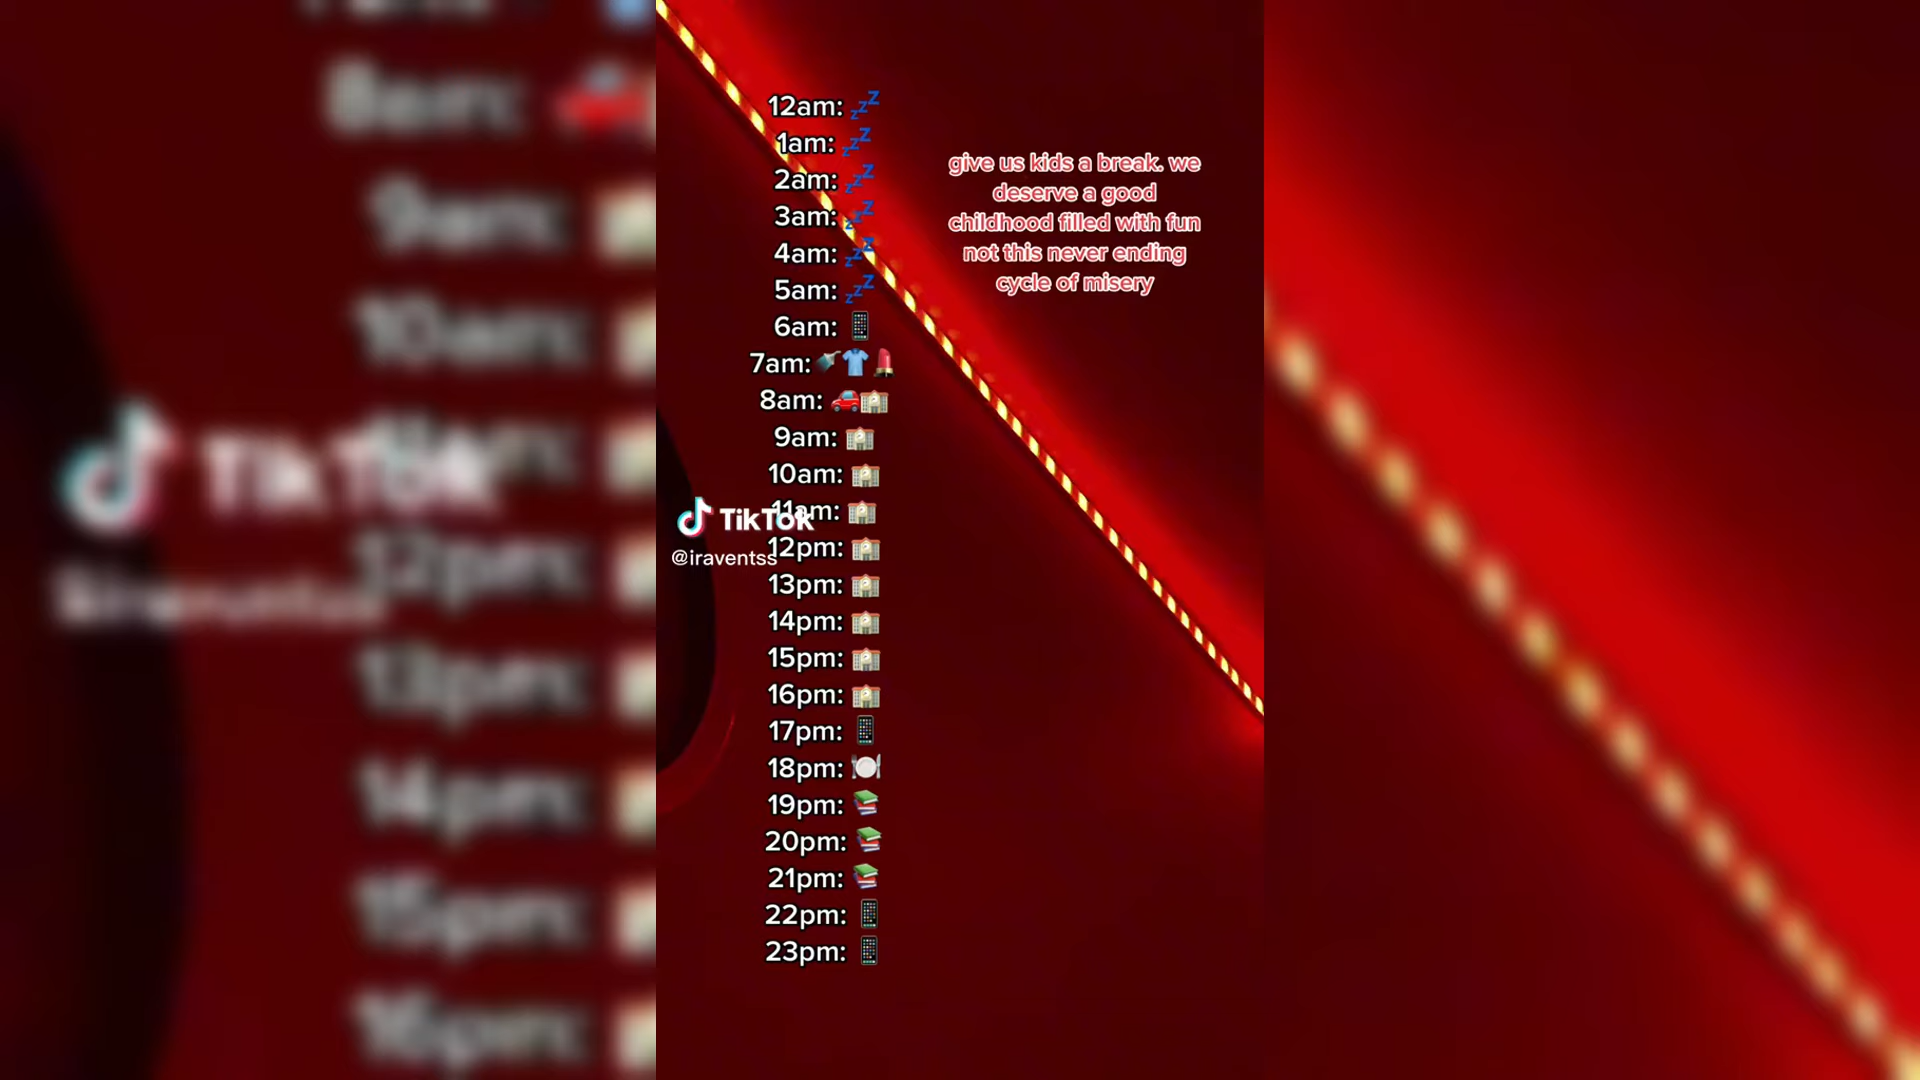 12am: 💤
1am: 💤
2am: 💤
3am: 💤
4am: 💤
5am: 💤
6am: 📱
7am: 👕💄
8am: 🚗🏫
9am: 🏫
10am: 🏫
11am: 🏫
12pm: 🏫
13pm: 🏫
14pm: 🏫
15pm: 🏫
16pm: 🏫
17pm: 📱
18pm: 🍽
19pm: 📚
20pm: 📚
21pm: 📚
22pm: 📱
23pm: 📱
give us kids a break. we
deserve a good
childhood filled with fun
not this never ending
cycle of misery
TikTok
@iraventss